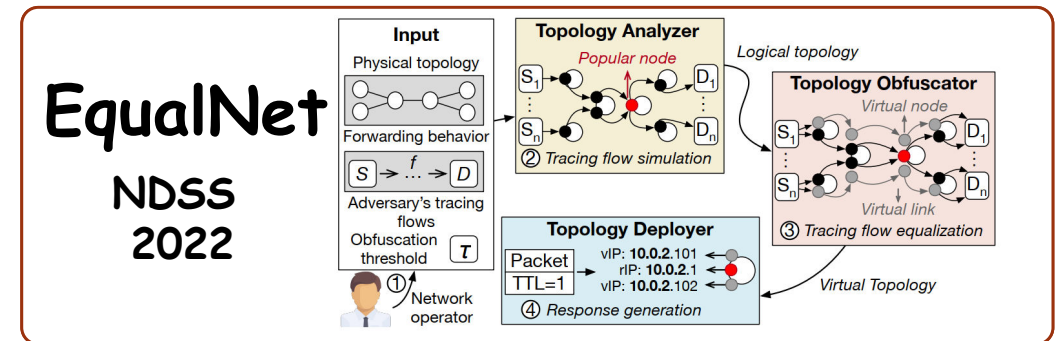 EqualNet
NDSS
2022
Input
Physical topology
Forwarding behavior
S f ... D
Adversary's tracing
flows
Obfuscation
threshold τ
①
Network
operator
Topology Analyzer
Popular node
S1 D1
⋮ ⋮
Sn Dn
② Tracing flow simulation
Logical topology
Topology Obfuscator
Virtual node
S1 D1
⋮ ⋮
Sn Dn
Virtual link
③ Tracing flow equalization
Virtual Topology
Topology Deployer
Packet
TTL=1
vIP: 10.0.2.101
rIP: 10.0.2.1
vIP: 10.0.2.102
④ Response generation